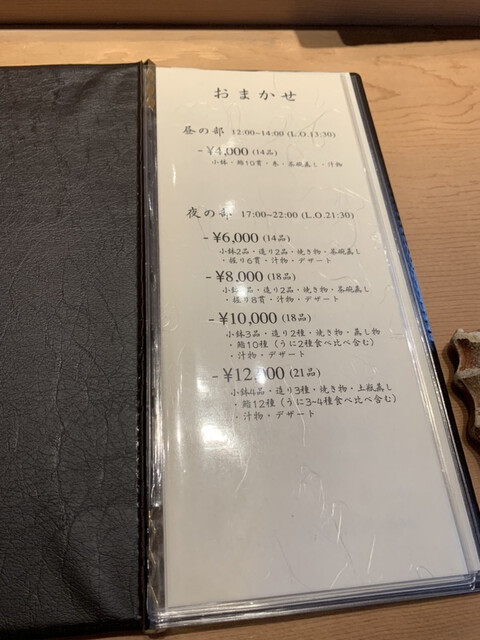 おまかせ
昼の部 12:00~14:00 (L.O.13:30)
- ¥4,000 (14品)
小鉢・鮨10貫・巻・茶碗蒸し・汁物
夜の部 17:00~22:00 (L.O.21:30)
- ¥6,000 (14品)
小鉢2品・造り2品・焼き物・茶碗蒸し
・握り6貫・汁物・デザート
- ¥8,000 (18品)
小鉢3品・造り2品・焼き物・茶碗蒸し
・握り8貫・汁物・デザート
- ¥10,000 (18品)
小鉢3品・造り2種・焼き物・蒸し物
・鮨10種 (うに2種食べ比べ含む)
・汁物・デザート
- ¥12,000 (21品)
小鉢4品・造り3種・焼き物・土瓶蒸し
・鮨12種 (うに3~4種食べ比べ含む)
・汁物・デザート